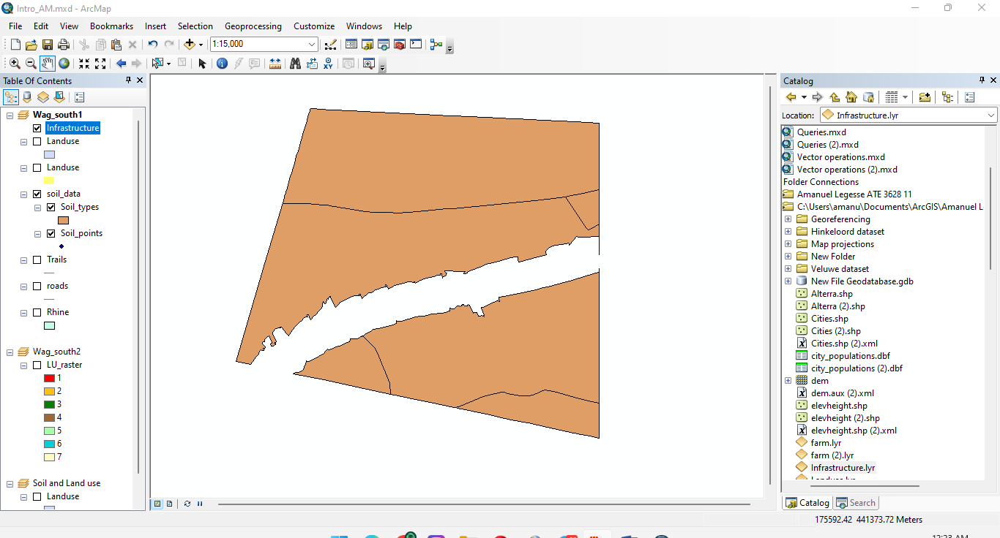 Intro_AM.mxd - ArcMap
File Edit View Bookmarks Insert Selection Geoprocessing Customize Windows Help
1:15,000
Table Of Contents
Wag_south1
Infrastructure
Landuse
Landuse
soil_data
Soil_types
Soil_points
Trails
roads
Rhine
Wag_south2
LU_raster
1
2
3
4
5
6
7
Soil and Land use
Landuse
Catalog
Location: Infrastructure.lyr
Queries.mxd
Queries (2).mxd
Vector operations.mxd
Vector operations (2).mxd
Folder Connections
Amanuel Legesse ATE 3628 11
C:\Users\amanu\Documents\ArcGIS\Amanuel L
Georeferencing
Hinkeloord dataset
Map projections
New Folder
Veluwe dataset
New File Geodatabase.gdb
Alterra.shp
Alterra (2).shp
Cities.shp
Cities (2).shp
Cities.shp (2).xml
city_populations.dbf
city_populations (2).dbf
dem
dem.aux (2).xml
elevheight.shp
elevheight (2).shp
elevheight.shp (2).xml
farm.lyr
farm (2).lyr
Infrastructure.lyr
Catalog Search
175592.42 441373.72 Meters